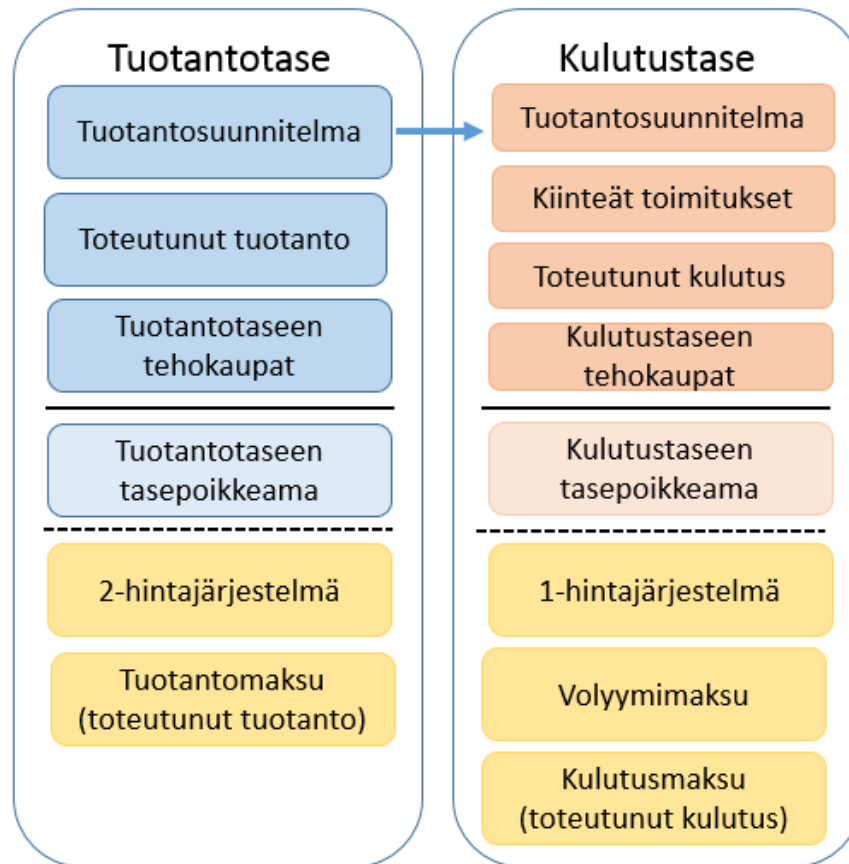 Tuotantotase
Tuotantosuunnitelma
Toteutunut tuotanto
Tuotantotaseen
tehokaupat
Tuotantotaseen
tasepoikkeama
2-hintajärjestelmä
Tuotantomaksu
(toteutunut tuotanto)
Kulutustase
Tuotantosuunnitelma
Kiinteät toimitukset
Toteutunut kulutus
Kulutustaseen
tehokaupat
Kulutustaseen
tasepoikkeama
1-hintajärjestelmä
Volyymimaksu
Kulutusmaksu
(toteutunut kulutus)